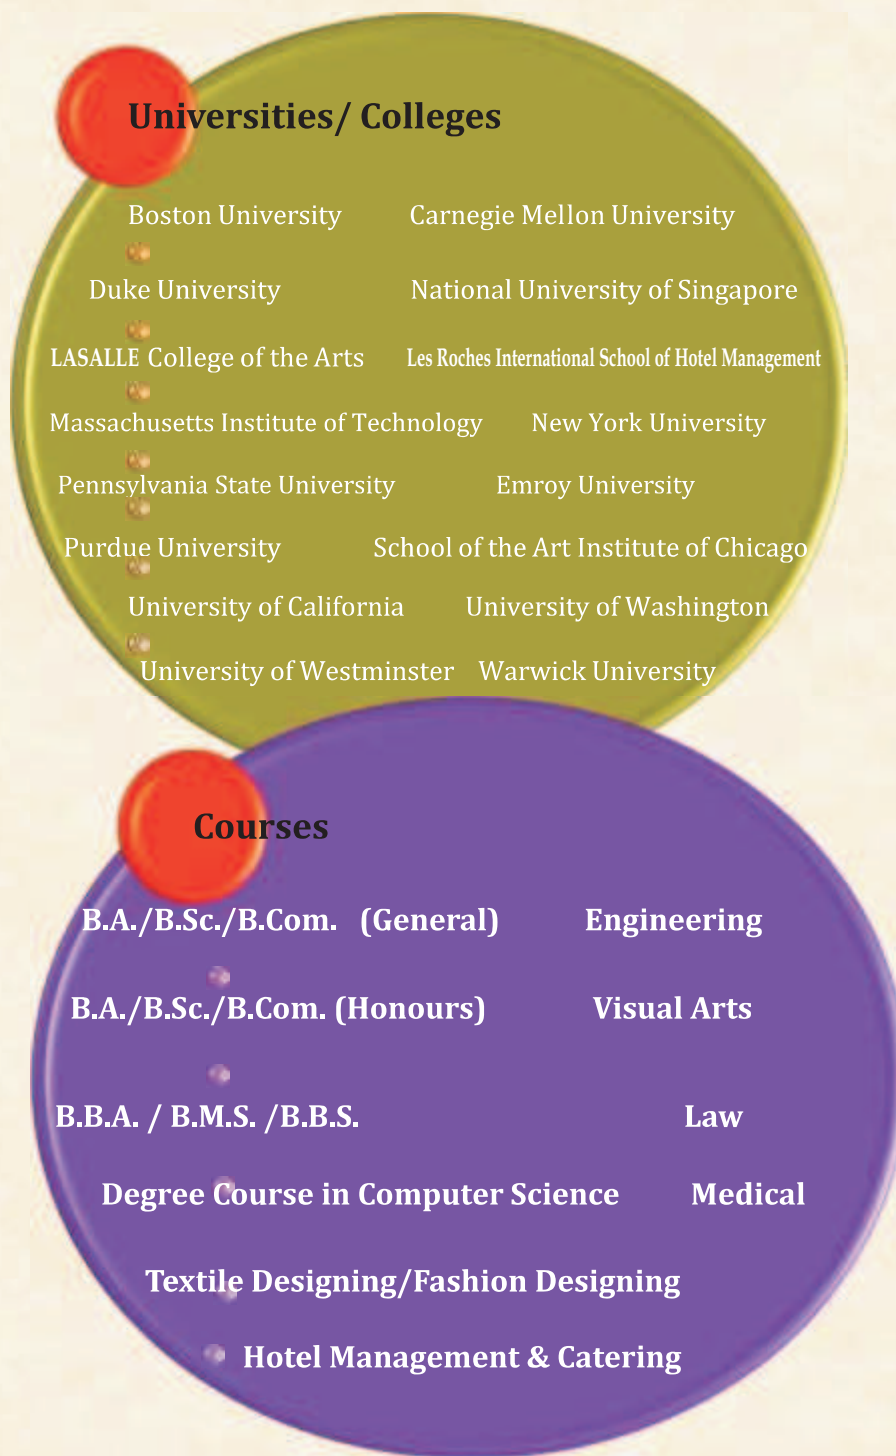 Universities/ Colleges
Boston University Carnegie Mellon University
Duke University National University of Singapore
LASALLE College of the Arts Les Roches International School of Hotel Management
Massachusetts Institute of Technology New York University
Pennsylvania State University Emroy University
Purdue University School of the Art Institute of Chicago
University of California University of Washington
University of Westminster Warwick University
Courses
B.A./B.Sc./B.Com. (General) Engineering
B.A./B.Sc./B.Com. (Honours) Visual Arts
B.B.A. / B.M.S. /B.B.S. Law
Degree Course in Computer Science Medical
Textile Designing/Fashion Designing
Hotel Management & Catering